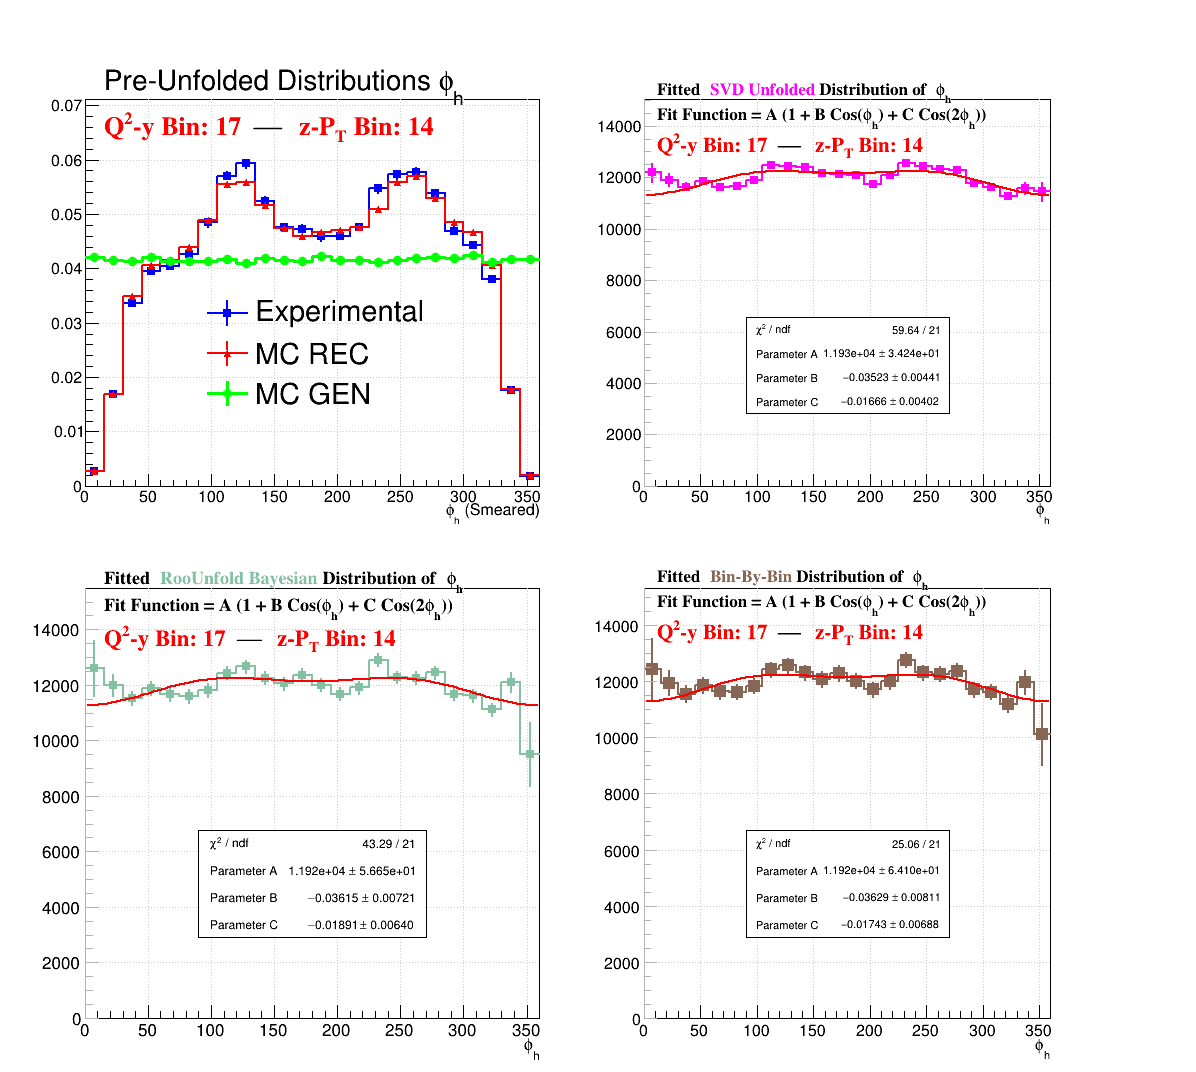 Pre-Unfolded Distributions ϕh
Q²-y Bin: 17 — z-PT Bin: 14
0.07
0.06
0.05
0.04
0.03
0.02
0.01
0
Experimental
MC REC
MC GEN
0 50 100 150 200 250 300 350
ϕh (Smeared)
Fitted SVD Unfolded Distribution of ϕh
Fit Function = A (1 + B Cos(ϕh) + C Cos(2ϕh))
Q²-y Bin: 17 — z-PT Bin: 14
14000
12000
10000
8000
6000
4000
2000
0
χ² / ndf 59.64 / 21
Parameter A 1.193e+04 ± 3.424e+01
Parameter B −0.03523 ± 0.00441
Parameter C −0.01666 ± 0.00402
0 50 100 150 200 250 300 350
ϕh
Fitted RooUnfold Bayesian Distribution of ϕh
Fit Function = A (1 + B Cos(ϕh) + C Cos(2ϕh))
Q²-y Bin: 17 — z-PT Bin: 14
14000
12000
10000
8000
6000
4000
2000
0
χ² / ndf 43.29 / 21
Parameter A 1.192e+04 ± 5.665e+01
Parameter B −0.03615 ± 0.00721
Parameter C −0.01891 ± 0.00640
0 50 100 150 200 250 300 350
ϕh
Fitted Bin-By-Bin Distribution of ϕh
Fit Function = A (1 + B Cos(ϕh) + C Cos(2ϕh))
Q²-y Bin: 17 — z-PT Bin: 14
14000
12000
10000
8000
6000
4000
2000
0
χ² / ndf 25.06 / 21
Parameter A 1.192e+04 ± 6.410e+01
Parameter B −0.03629 ± 0.00811
Parameter C −0.01743 ± 0.00688
0 50 100 150 200 250 300 350
ϕh